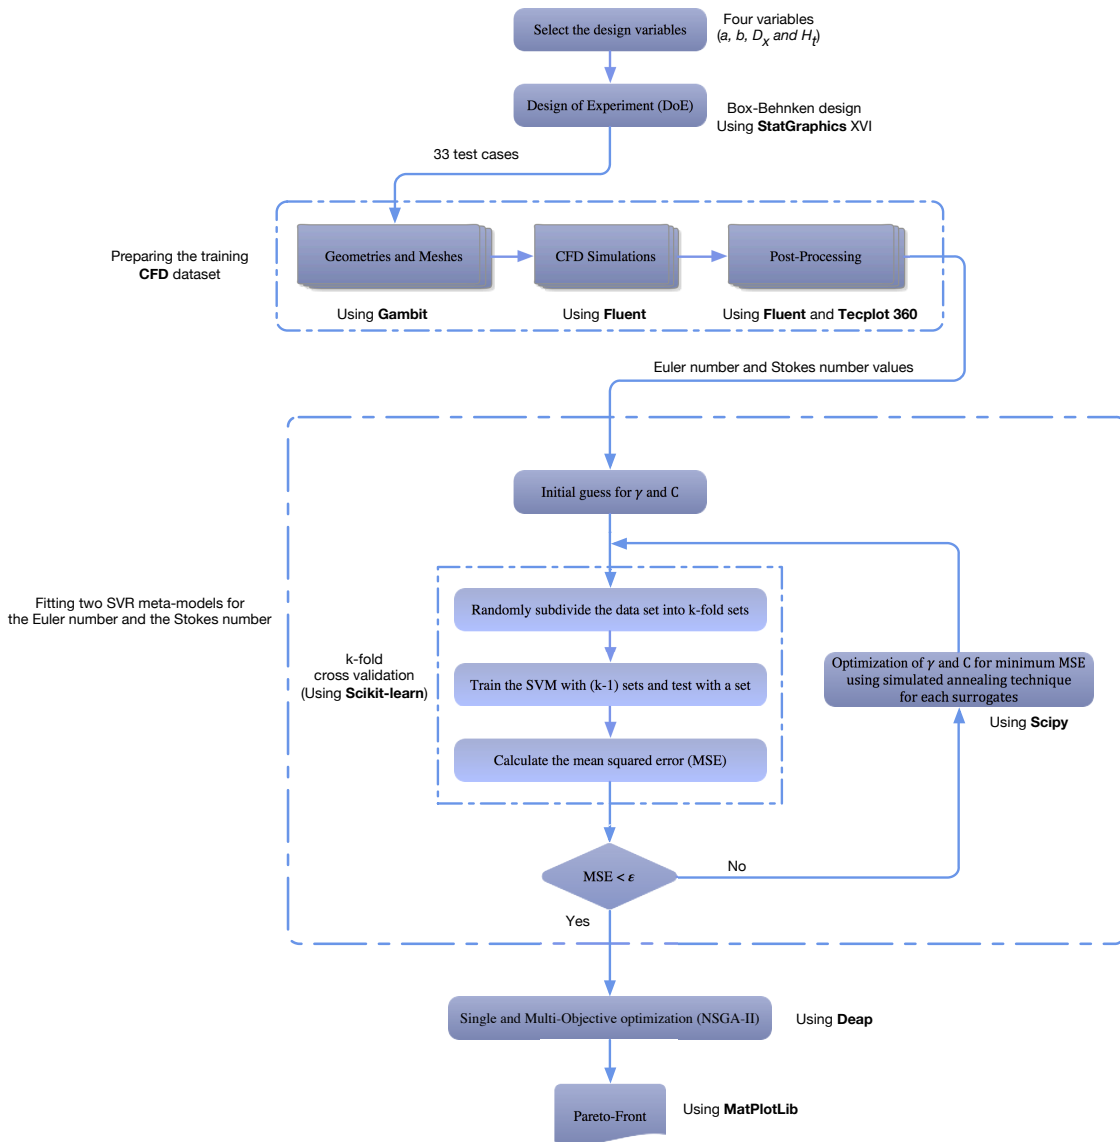 Select the design variables
Four variables
(a, b, Dx and Ht)
Design of Experiment (DoE)
Box-Behnken design
Using StatGraphics XVI
33 test cases
Preparing the training
CFD dataset
Geometries and Meshes
CFD Simulations
Post-Processing
Using Gambit
Using Fluent
Using Fluent and Tecplot 360
Euler number and Stokes number values
Initial guess for γ and C
Fitting two SVR meta-models for
the Euler number and the Stokes number
k-fold
cross validation
(Using Scikit-learn)
Randomly subdivide the data set into k-fold sets
Train the SVM with (k-1) sets and test with a set
Calculate the mean squared error (MSE)
Optimization of γ and C for minimum MSE
using simulated annealing technique
for each surrogates
Using Scipy
MSE < ϵ
No
Yes
Single and Multi-Objective optimization (NSGA-II)
Using Deap
Pareto-Front
Using MatPlotLib